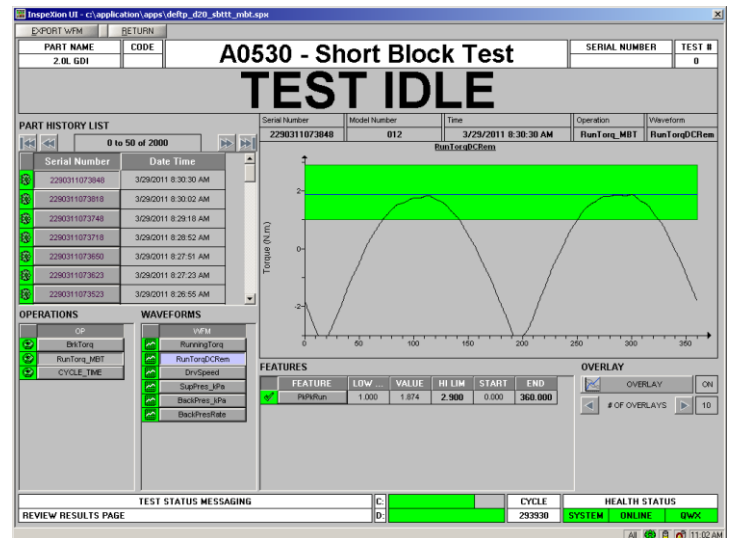 InspeXion UI - c:\application\apps\deftp_d20_sbttt_mbt.spx
EXPORT WFM RETURN
PART NAME CODE A0530 - Short Block Test SERIAL NUMBER TEST #
2.0L GDI 0
TEST IDLE
PART HISTORY LIST
0 to 50 of 2000
Serial Number Date Time
2290311073848 3/29/2011 8:30:30 AM
2290311073818 3/29/2011 8:30:02 AM
2290311073748 3/29/2011 8:29:18 AM
2290311073718 3/29/2011 8:28:52 AM
2290311073650 3/29/2011 8:27:51 AM
2290311073623 3/29/2011 8:27:23 AM
2290311073523 3/29/2011 8:26:55 AM
Serial Number Model Number Time Operation Waveform
2290311073848 012 3/29/2011 8:30:30 AM RunTorq_MBT RunTorqDCRem
RunTorqDCRem
Torque (N.m)
2
0
-2
0 50 100 150 200 250 300 350
OPERATIONS
OP
BrkTorq
RunTorq_MBT
CYCLE_TIME
WAVEFORMS
WFM
RunningTorq
RunTorqDCRem
DrvSpeed
SupPres_kPa
BackPres_kPa
BackPresRate
FEATURES
FEATURE LOW ... VALUE HI LIM START END
PkPkRun 1.000 1.874 2.900 0.000 360.000
OVERLAY
OVERLAY ON
# OF OVERLAYS 10
TEST STATUS MESSAGING C: CYCLE HEALTH STATUS
REVIEW RESULTS PAGE D: 293930 SYSTEM ONLINE QWX
All 11:02 AM